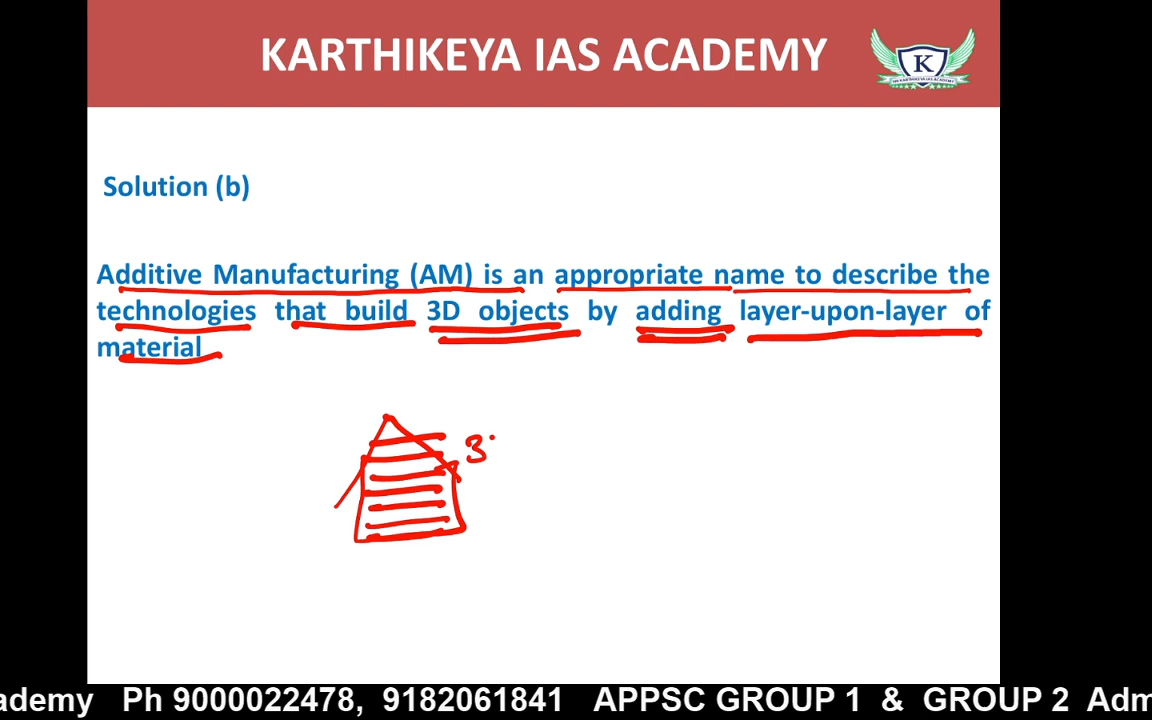 KARTHIKEYA IAS ACADEMY
K
Solution (b)
Additive Manufacturing (AM) is an appropriate name to describe the
technologies that build 3D objects by adding layer-upon-layer of
material
3
ademy Ph 9000022478, 9182061841 APPSC GROUP 1 & GROUP 2 Adm